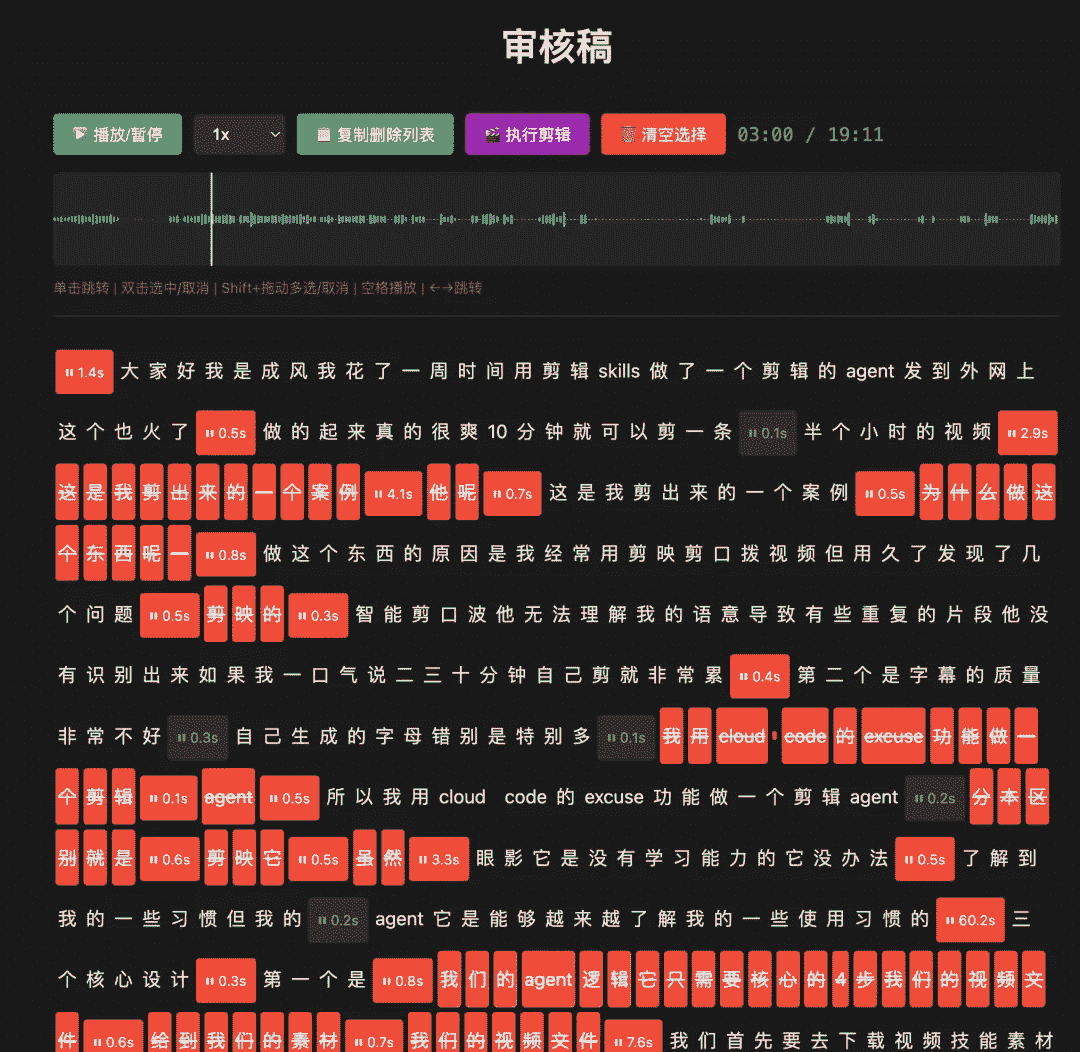 审核稿
播放/暂停 1x 复制删除列表 执行剪辑 清空选择 03:00 / 19:11
单击跳转 | 双击选中/取消 | Shift+拖动多选/取消 | 空格播放 | ←→跳转
1.4s 大家好我是成风我花了一周时间用剪辑 skills 做了一个剪辑的 agent 发到外网上
这个也火了 0.5s 做的起来真的很爽 10 分钟就可以剪一条 0.1s 半个小时的视频 2.9s
这是我剪出来的一个案例 4.1s 他呢 0.7s 这是我剪出来的一个案例 0.5s 为什么做这
个东西呢一 0.8s 做这个东西的原因是我经常用剪映剪口拨视频但用久了发现了几
个问题 0.5s 剪映的 0.3s 智能剪口波他无法理解我的语意导致有些重复的片段他没
有识别出来如果我一口气说二三十分钟自己剪就非常累 0.4s 第二个是字幕的质量
非常不好 0.3s 自己生成的字母错别是特别多 0.1s 我用 cloud code 的 excuse 功能做一
个剪辑 0.1s agent 0.5s 所以我用 cloud code 的 excuse 功能做一个剪辑 agent 0.2s 分本区
别就是 0.6s 剪映它 0.5s 虽然 3.3s 眼影它是没有学习能力的它没办法 0.5s 了解到
我的一些习惯但我的 0.2s agent 它是能够越来越了解我的一些使用习惯的 60.2s 三
个核心设计 0.3s 第一个是 0.8s 我们的 agent 逻辑它只需要核心的 4 步我们的视频文
件 0.6s 给到我们的素材 0.7s 我们的视频文件 7.6s 我们首先要去下载视频技能素材